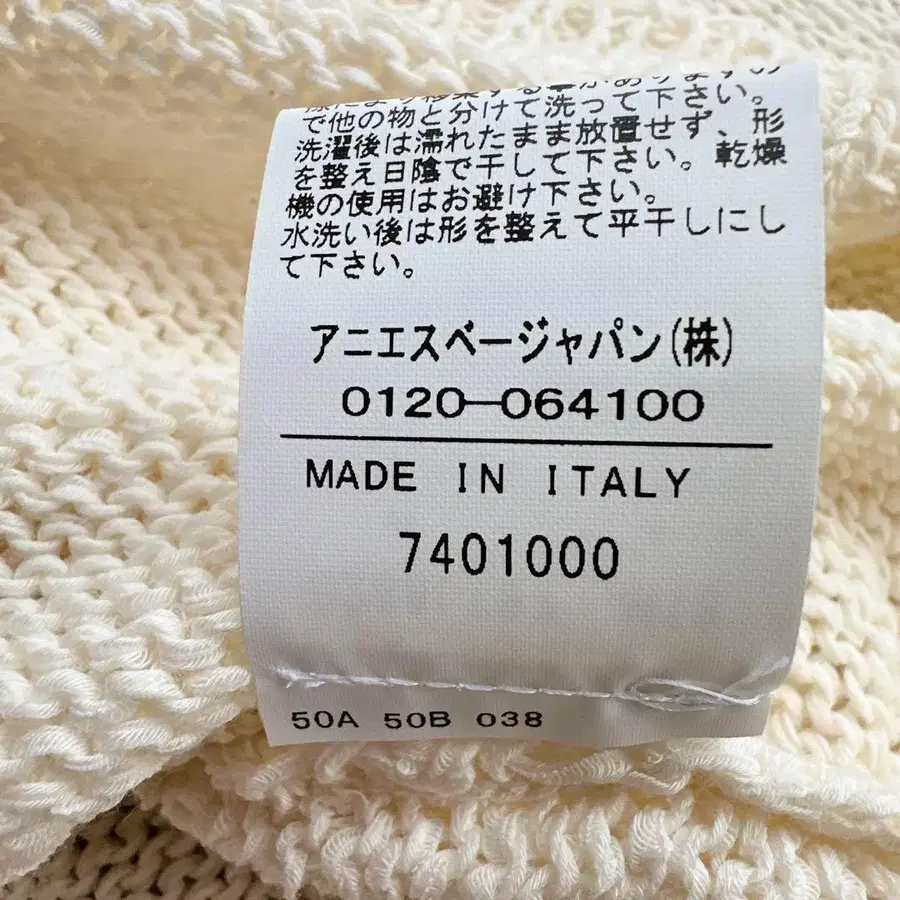 で他の物と分けて洗って下さい。
洗濯後は濡れたまま放置せず、形
を整え日陰で干して下さい。乾燥
機の使用はお避け下さい。
水洗い後は形を整えて平干しにし
て下さい。
アニエスベージャパン(株)
0120-064100
MADE IN ITALY
7401000
50A 50B 038